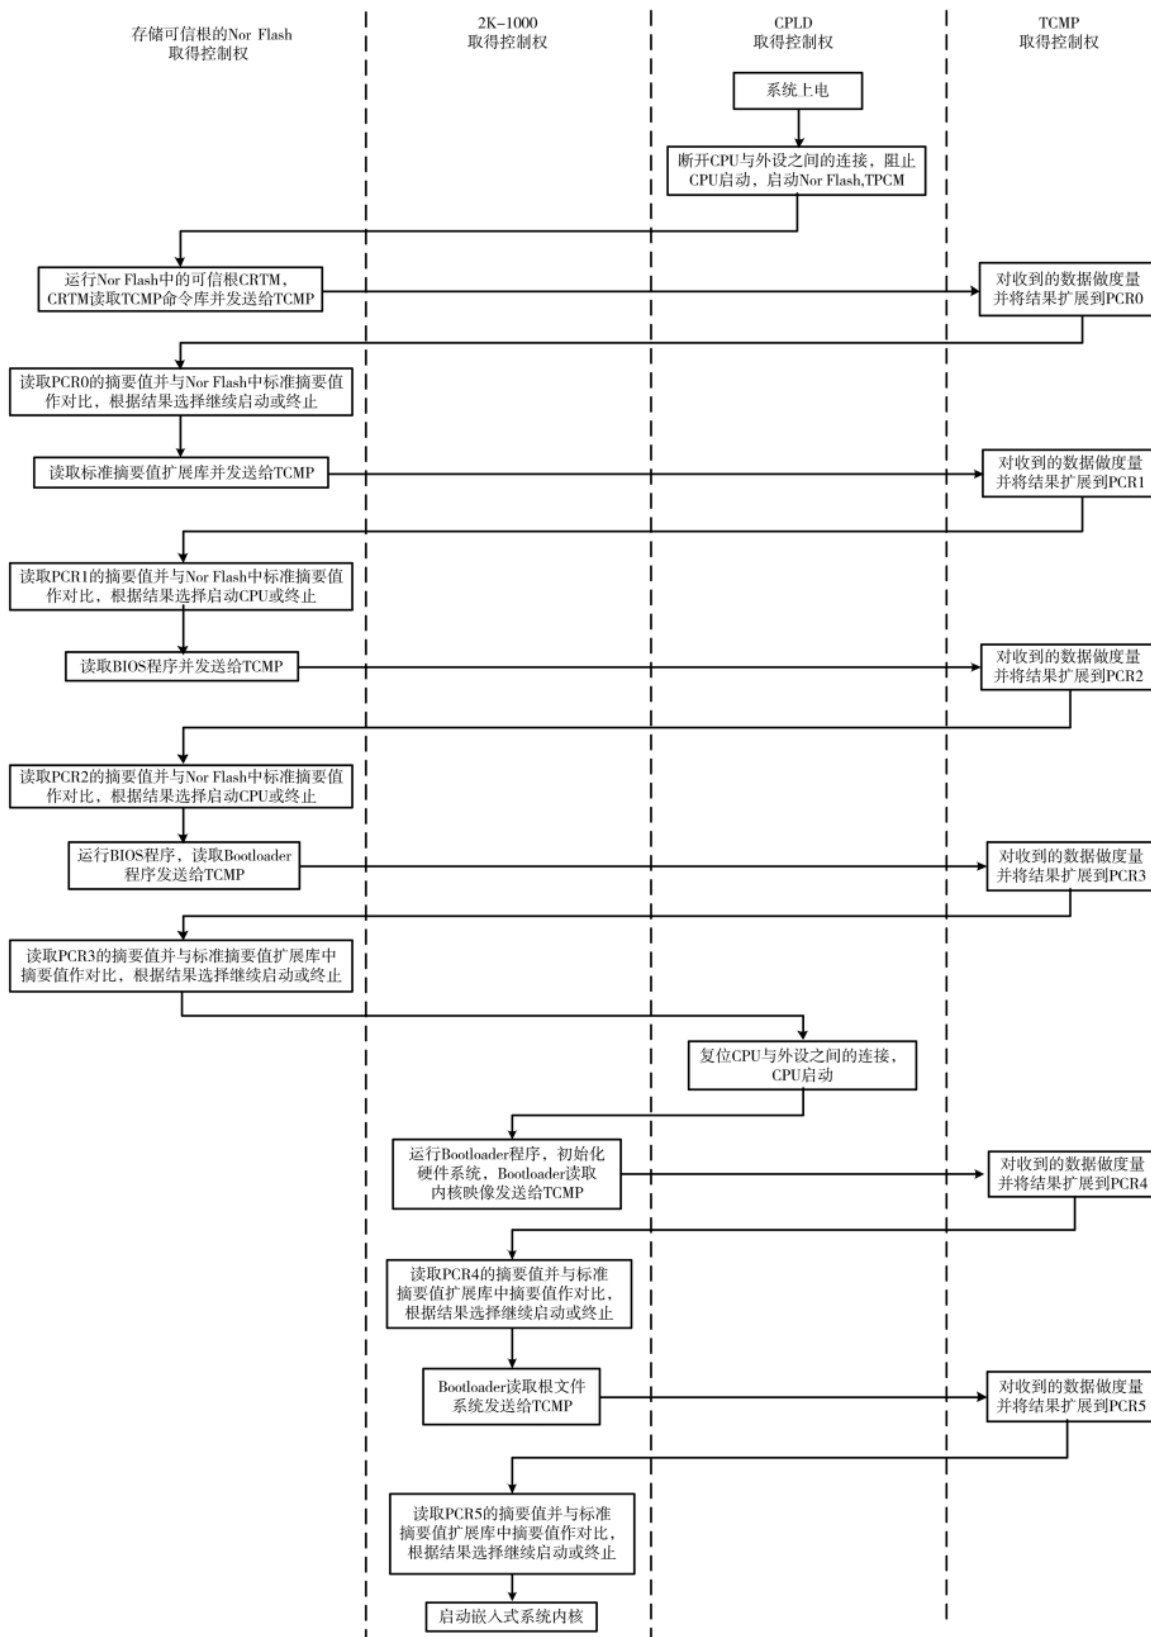 存储可信根的Nor Flash
取得控制权
2K-1000
取得控制权
CPLD
取得控制权
TCMP
取得控制权
系统上电
断开CPU与外设之间的连接，阻止
CPU启动，启动Nor Flash,TPCM
运行Nor Flash中的可信根CRTM，
CRTM读取TCMP命令库并发送给TCMP
对收到的数据做度量
并将结果扩展到PCR0
读取PCR0的摘要值并与Nor Flash中标准摘要值
作对比，根据结果选择继续启动或终止
读取标准摘要值扩展库并发送给TCMP
对收到的数据做度量
并将结果扩展到PCR1
读取PCR1的摘要值并与Nor Flash中标准摘要值
作对比，根据结果选择启动CPU或终止
读取BIOS程序并发送给TCMP
对收到的数据做度量
并将结果扩展到PCR2
读取PCR2的摘要值并与Nor Flash中标准摘要值
作对比，根据结果选择启动CPU或终止
运行BIOS程序，读取Bootloader
程序发送给TCMP
对收到的数据做度量
并将结果扩展到PCR3
读取PCR3的摘要值并与标准摘要值扩展库中
摘要值作对比，根据结果选择继续启动或终止
复位CPU与外设之间的连接，
CPU启动
运行Bootloader程序，初始化
硬件系统，Bootloader读取
内核映像发送给TCMP
对收到的数据做度量
并将结果扩展到PCR4
读取PCR4的摘要值并与标准
摘要值扩展库中摘要值作对比，
根据结果选择继续启动或终止
Bootloader读取根文件
系统发送给TCMP
对收到的数据做度量
并将结果扩展到PCR5
读取PCR5的摘要值并与标准
摘要值扩展库中摘要值作对比，
根据结果选择继续启动或终止
启动嵌入式系统内核